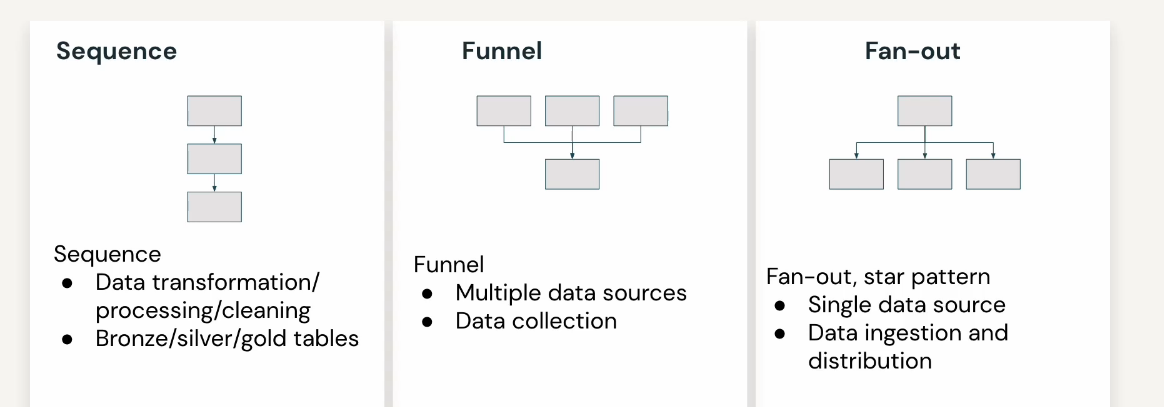 Sequence
Funnel
Fan-out
Sequence
● Data transformation/
processing/cleaning
● Bronze/silver/gold tables
Funnel
● Multiple data sources
● Data collection
Fan-out, star pattern
● Single data source
● Data ingestion and
distribution